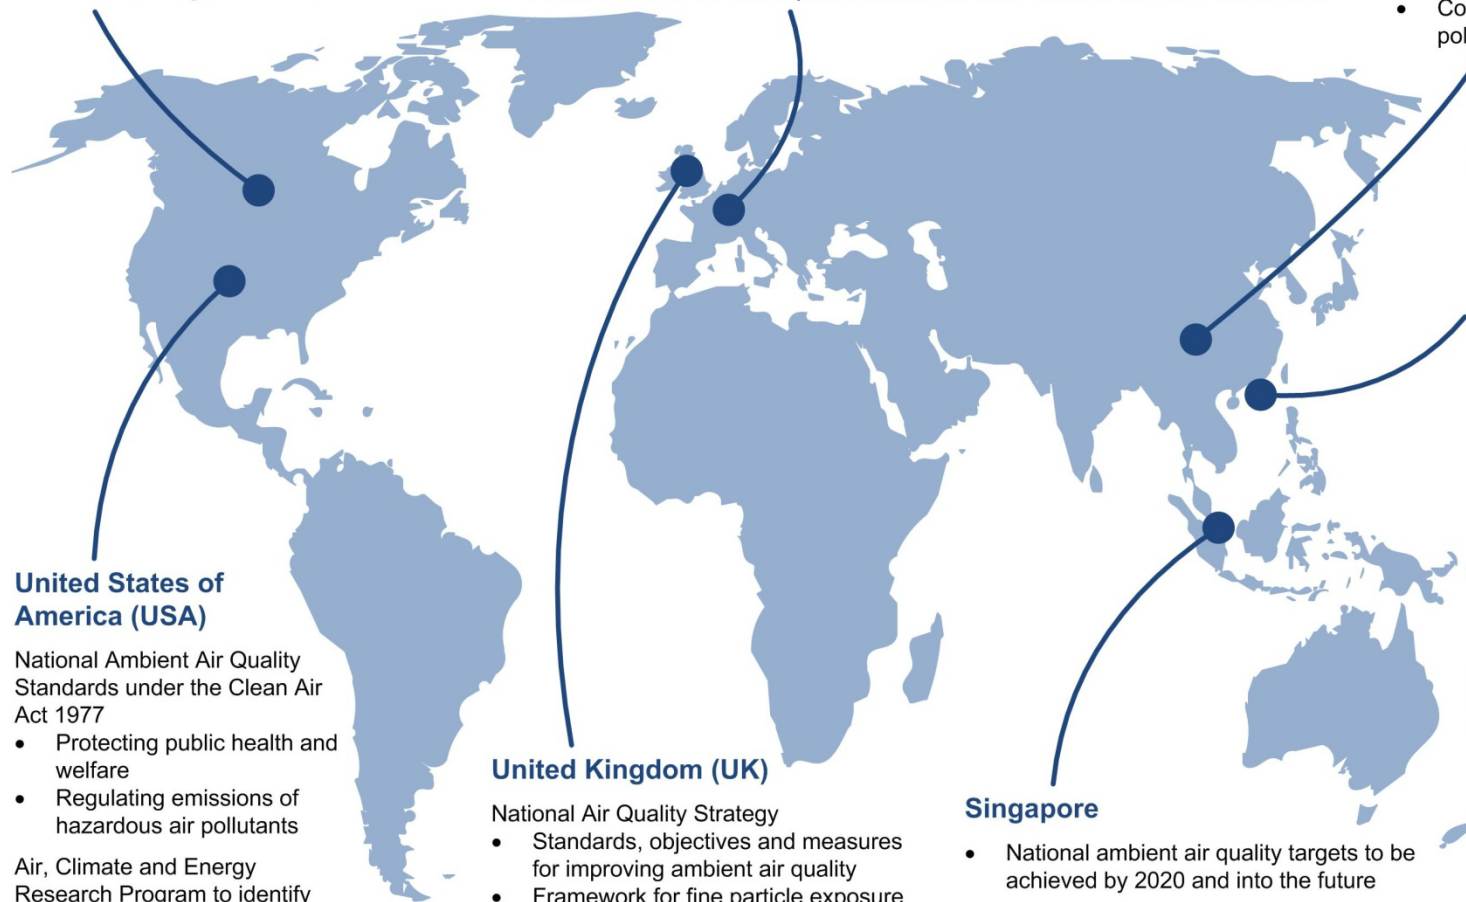 Co
pol
United States of
America (USA)
National Ambient Air Quality
Standards under the Clean Air
Act 1977
• Protecting public health and
welfare
• Regulating emissions of
hazardous air pollutants
Air, Climate and Energy
Research Program to identify
United Kingdom (UK)
National Air Quality Strategy
• Standards, objectives and measures
for improving ambient air quality
• Framework for fine particle exposure
Singapore
• National ambient air quality targets to be
achieved by 2020 and into the future